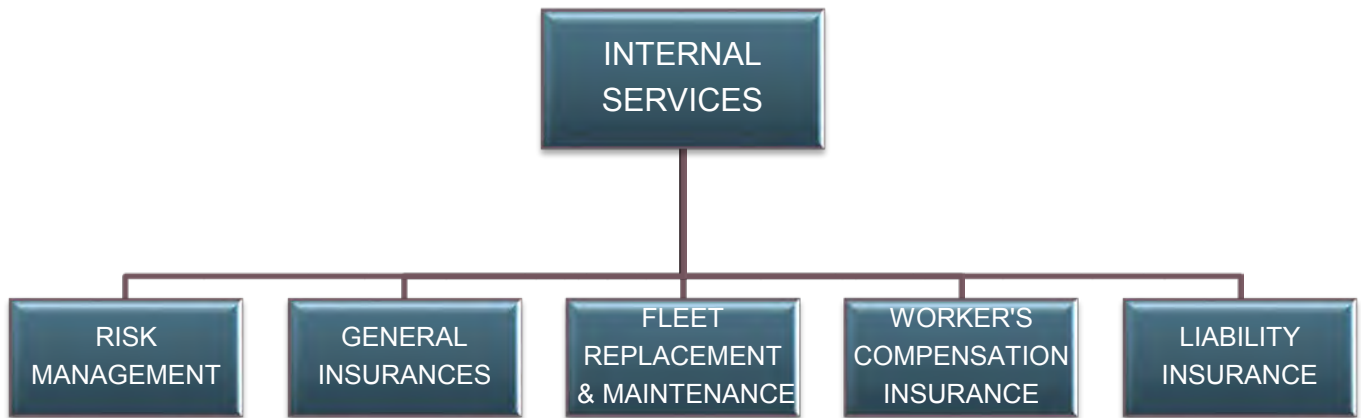 INTERNAL
SERVICES
RISK
MANAGEMENT
GENERAL
INSURANCES
FLEET
REPLACEMENT
& MAINTENANCE
WORKER'S
COMPENSATION
INSURANCE
LIABILITY
INSURANCE